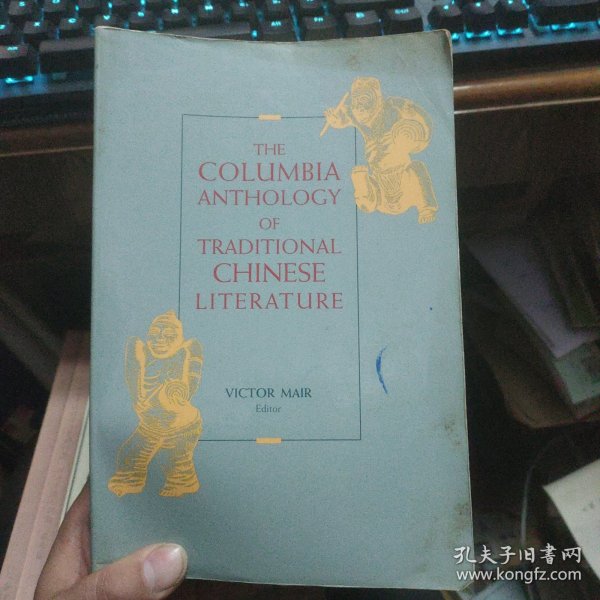 THE
COLUMBIA
ANTHOLOGY
OF
TRADITIONAL
CHINESE
LITERATURE
VICTOR MAIR
Editor
孔夫子旧书网
www.kongfz.com